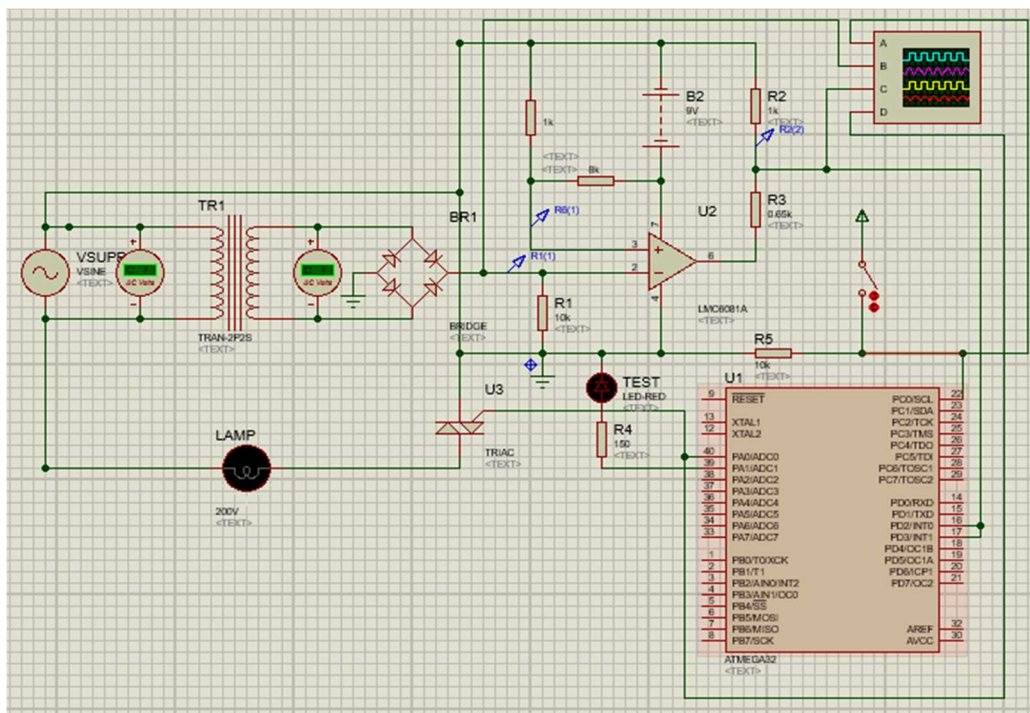 A
B
C
D
B2
9V
<TEXT>
R2
1k
<TEXT>
R2(2)
1k
<TEXT>
<TEXT>
8k
R3
0.65k
<TEXT>
TR1
R6(1)
U2
BR1
VSUPP
VSINE
<TEXT>
AC Volts
AC Volts
R1(1)
3
2
7
6
4
LMC6081A
<TEXT>
R1
10k
<TEXT>
BRIDGE
<TEXT>
TRAN-2P2S
<TEXT>
R5
10k
<TEXT>
U3
TEST
LED-RED
<TEXT>
U1
R4
150
<TEXT>
TRIAC
<TEXT>
LAMP
200V
<TEXT>
9 RESET PC0/SCL 22
PC1/SDA 23
13 XTAL1 PC2/TCK 24
12 XTAL2 PC3/TMS 25
PC4/TDO 26
40 PA0/ADC0 PC5/TDI 27
39 PA1/ADC1 PC6/TOSC1 28
38 PA2/ADC2 PC7/TOSC2 29
37 PA3/ADC3
36 PA4/ADC4 PD0/RXD 14
35 PA5/ADC5 PD1/TXD 15
34 PA6/ADC6 PD2/INT0 16
33 PA7/ADC7 PD3/INT1 17
PD4/OC1B 18
1 PB0/T0/XCK PD5/OC1A 19
2 PB1/T1 PD6/ICP1 20
3 PB2/AIN0/INT2 PD7/OC2 21
4 PB3/AIN1/OC0
5 PB4/SS
6 PB5/MOSI
7 PB6/MISO AREF 32
8 PB7/SCK AVCC 30
ATMEGA32
<TEXT>